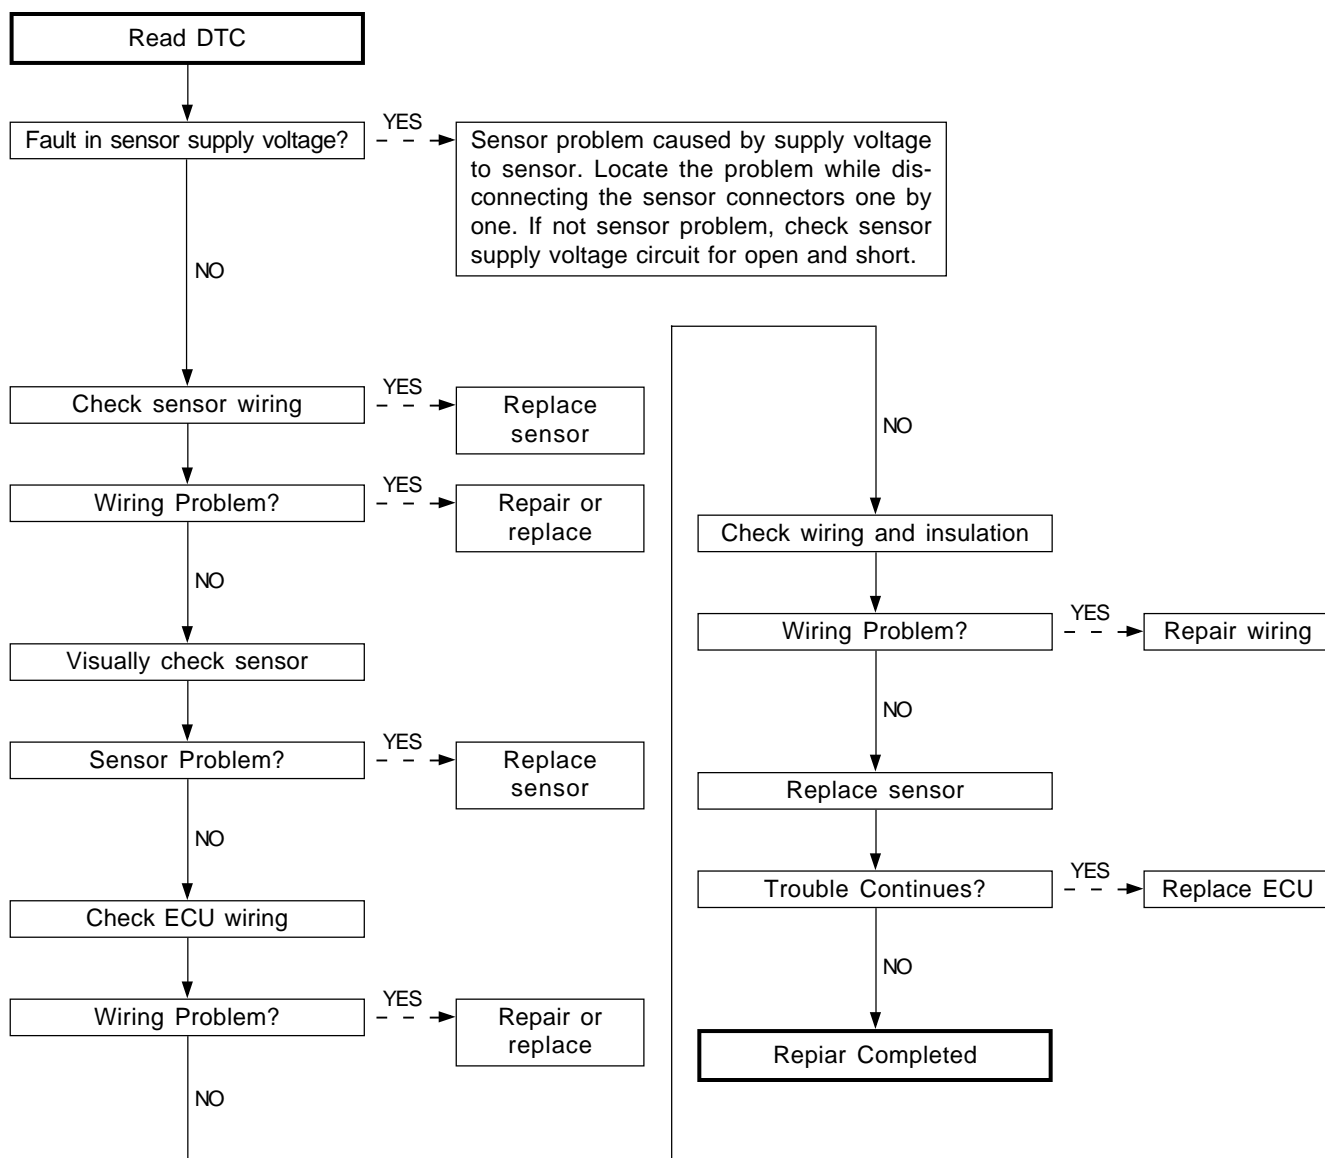 Read DTC
Fault in sensor supply voltage?
YES
Sensor problem caused by supply voltage
to sensor. Locate the problem while dis-
connecting the sensor connectors one by
one. If not sensor problem, check sensor
supply voltage circuit for open and short.
NO
Check sensor wiring
YES
Replace
sensor
Wiring Problem?
YES
Repair or
replace
NO
Visually check sensor
Sensor Problem?
YES
Replace
sensor
NO
Check ECU wiring
Wiring Problem?
YES
Repair or
replace
NO
NO
Check wiring and insulation
Wiring Problem?
YES
Repair wiring
NO
Replace sensor
Trouble Continues?
YES
Replace ECU
NO
Repiar Completed